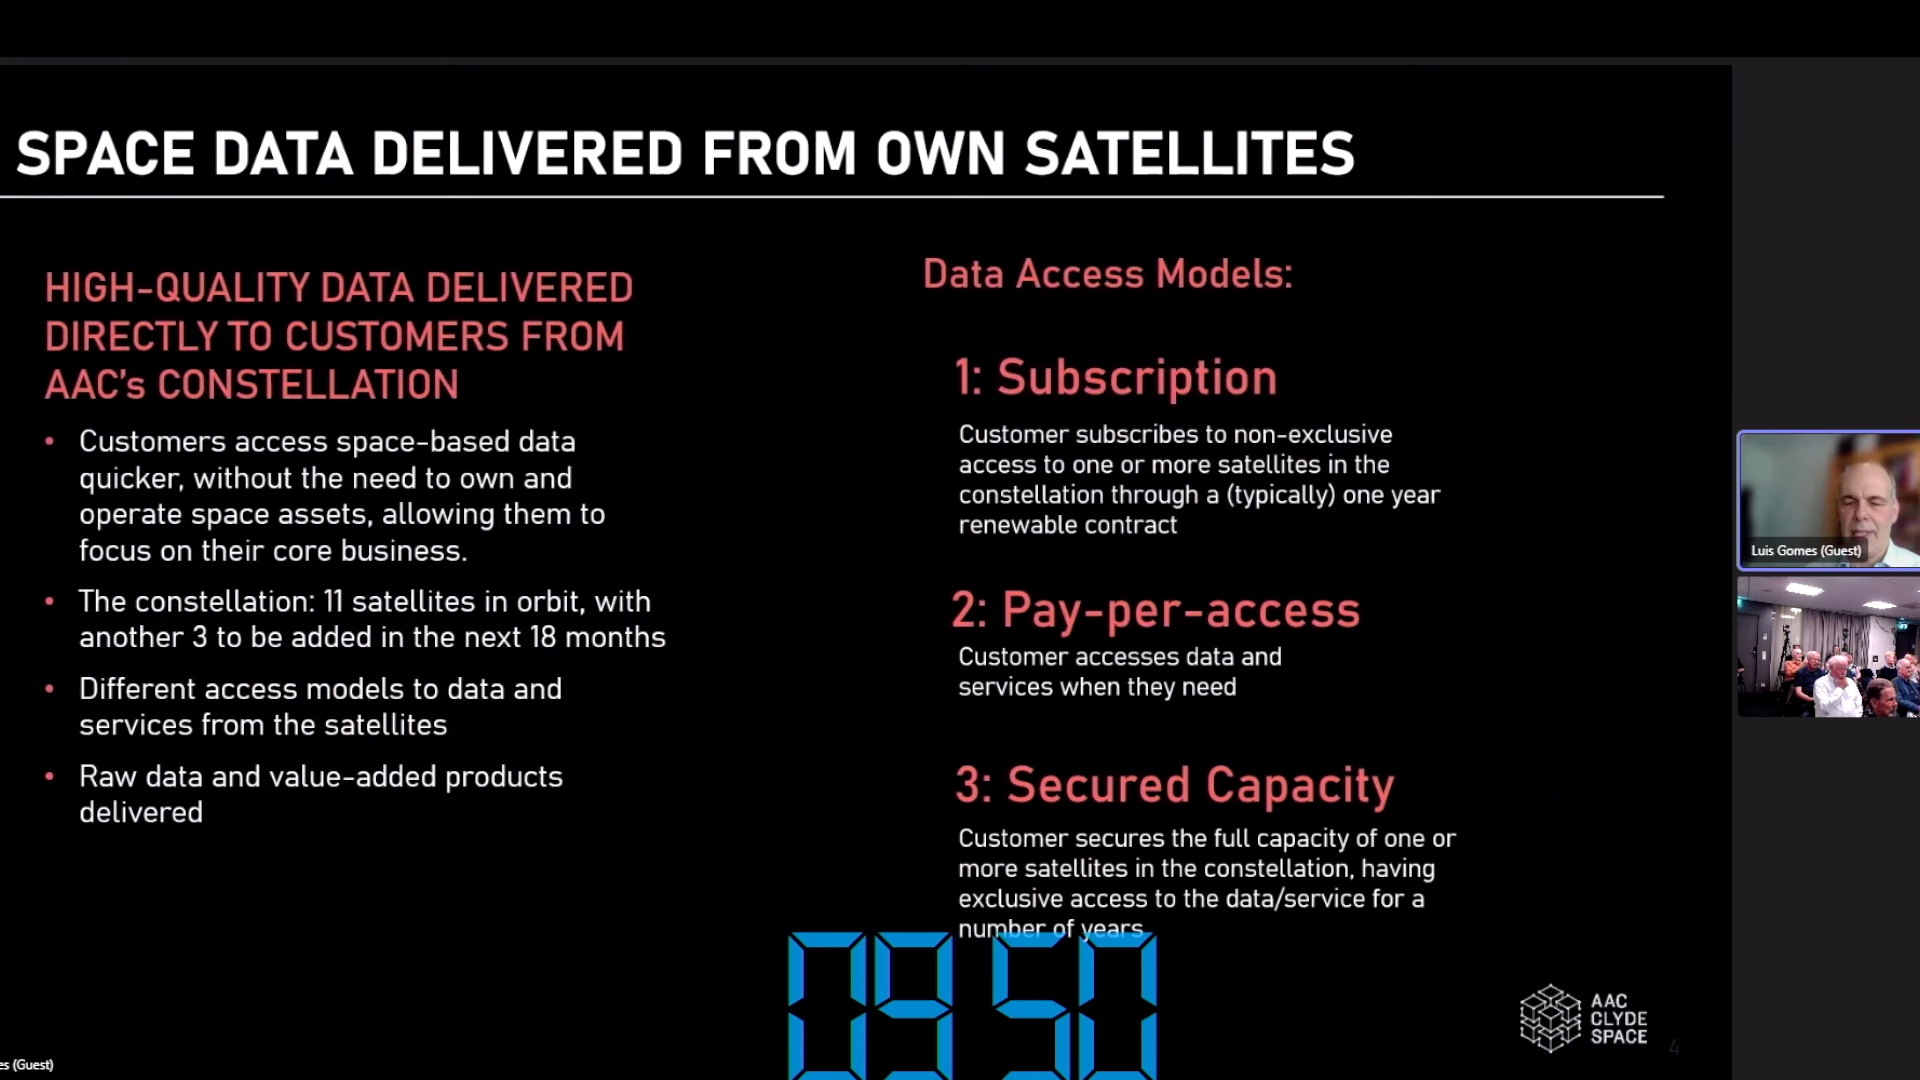 SPACE DATA DELIVERED FROM OWN SATELLITES
HIGH-QUALITY DATA DELIVERED
DIRECTLY TO CUSTOMERS FROM
AAC's CONSTELLATION
• Customers access space-based data
quicker, without the need to own and
operate space assets, allowing them to
focus on their core business.
• The constellation: 11 satellites in orbit, with
another 3 to be added in the next 18 months
• Different access models to data and
services from the satellites
• Raw data and value-added products
delivered
Data Access Models:
1: Subscription
Customer subscribes to non-exclusive
access to one or more satellites in the
constellation through a (typically) one year
renewable contract
2: Pay-per-access
Customer accesses data and
services when they need
3: Secured Capacity
Customer secures the full capacity of one or
more satellites in the constellation, having
exclusive access to the data/service for a
number of years
09 50
AAC
CLYDE
SPACE
4
Luis Gomes (Guest)
es (Guest)